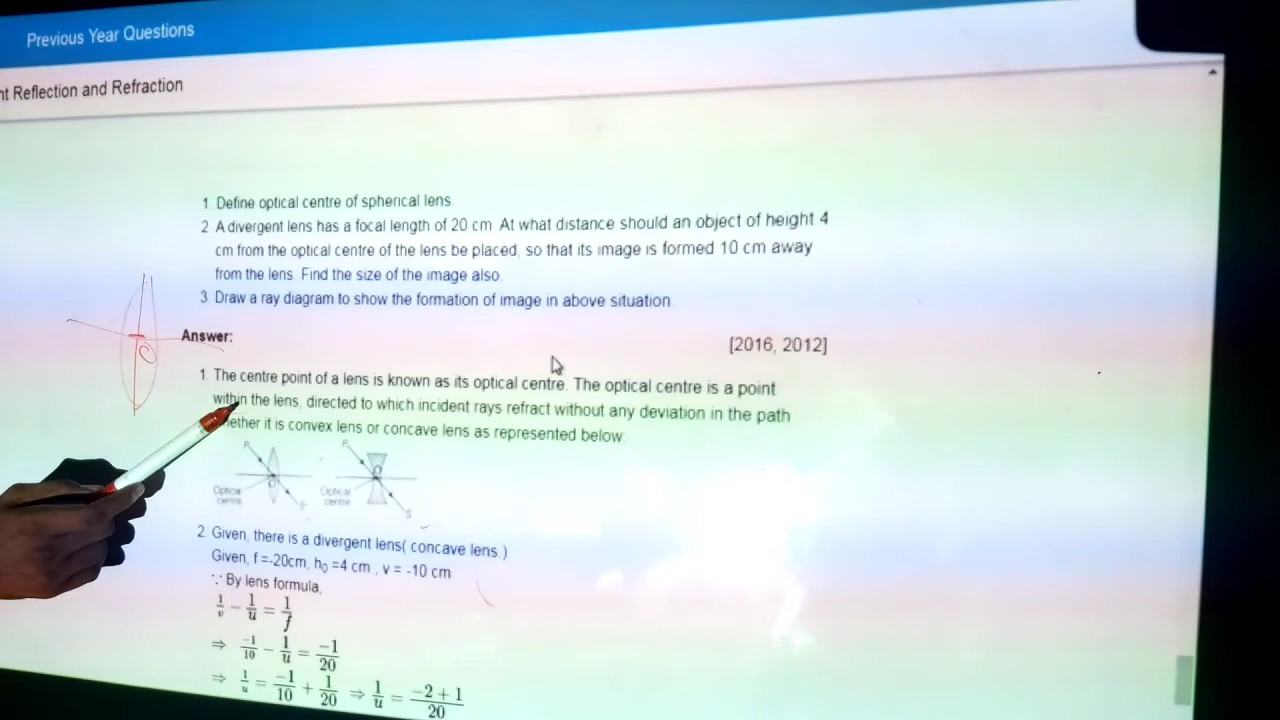 Previous Year Questions
Reflection and Refraction
1. Define optical centre of spherical lens.
2. A divergent lens has a focal length of 20 cm. At what distance should an object of height 4
cm from the optical centre of the lens be placed, so that its image is formed 10 cm away
from the lens. Find the size of the image also.
3. Draw a ray diagram to show the formation of image in above situation.
Answer:
[2016, 2012]
1. The centre point of a lens is known as its optical centre. The optical centre is a point
within the lens, directed to which incident rays refract without any deviation in the path
whether it is convex lens or concave lens as represented below:
Optical centre
Optical centre
2. Given, there is a divergent lens( concave lens.)
Given, f =-20cm, h₀ =4 cm , v = -10 cm
∵ By lens formula,
1/v - 1/u = 1/f
⇒ -1/10 - 1/u = -1/20
⇒ 1/u = -1/10 + 1/20 ⇒ 1/u = -2 + 1/20